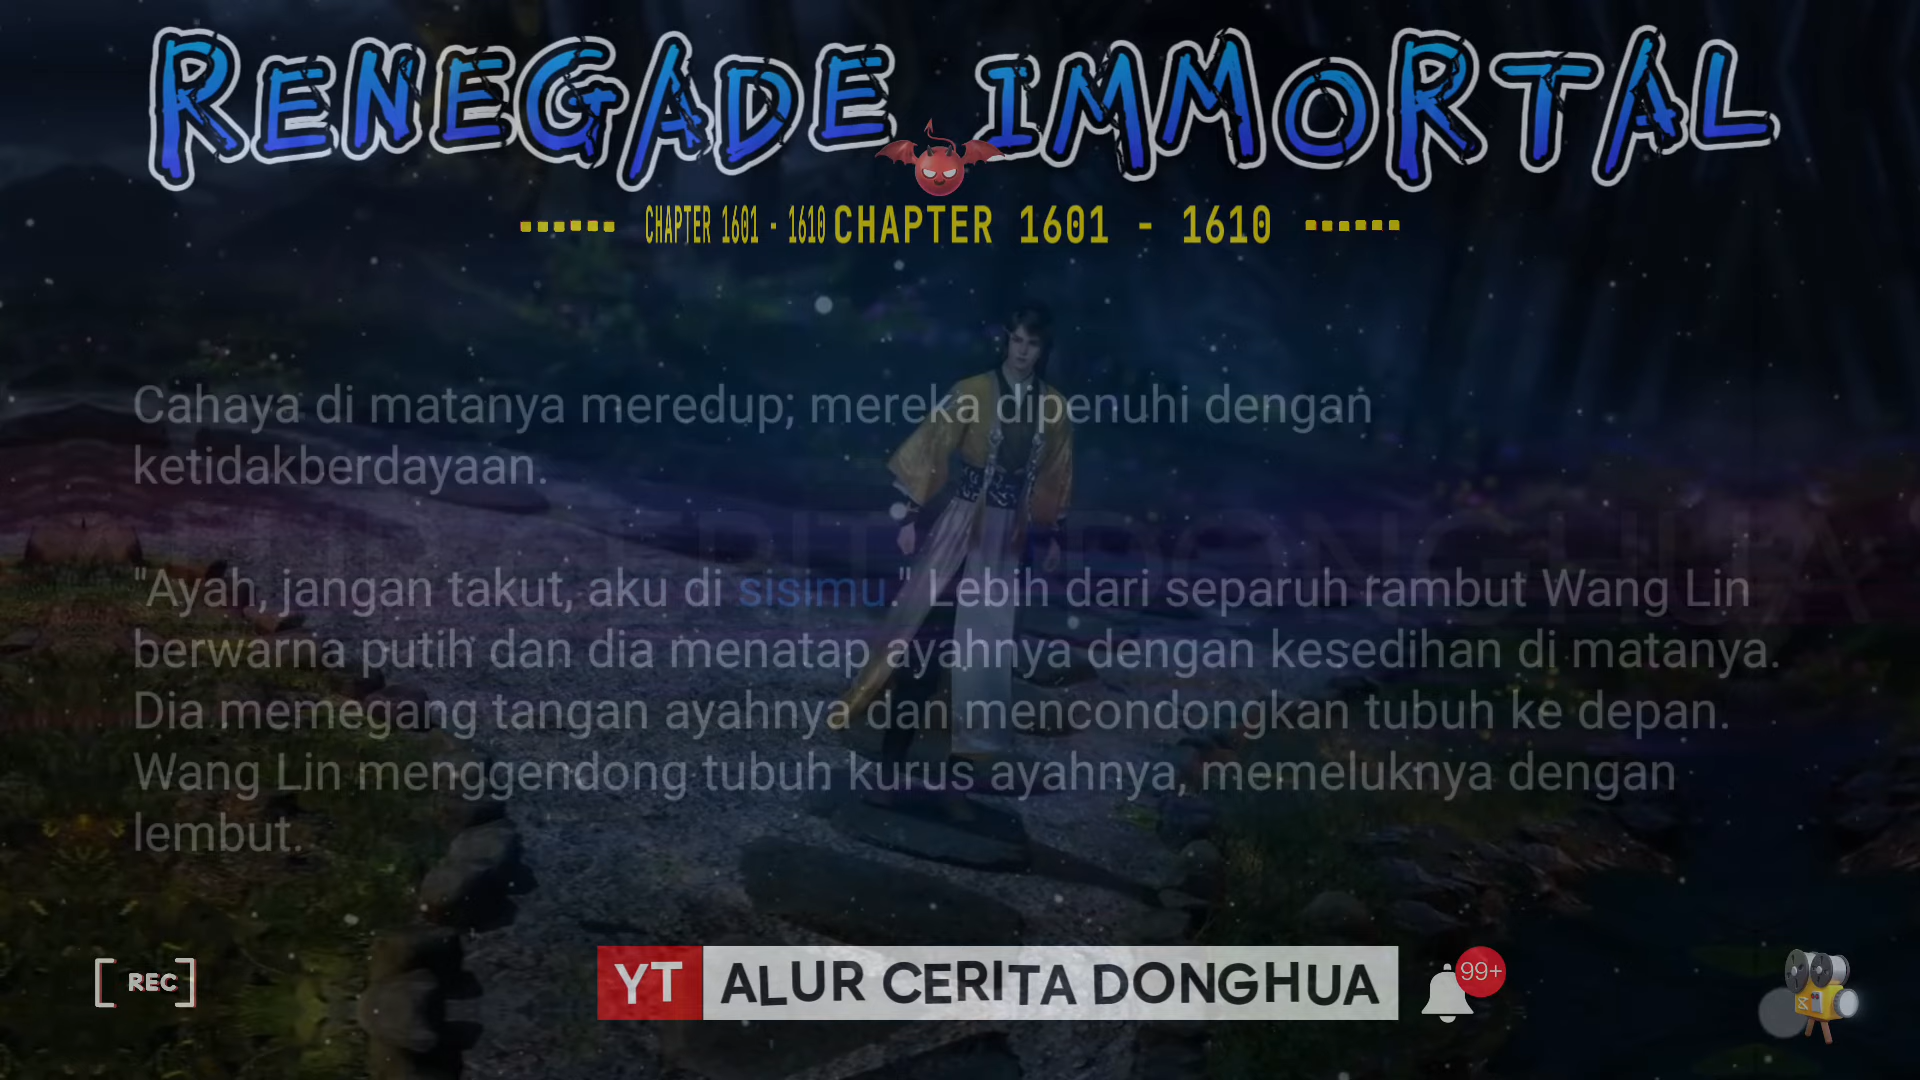 RENEGADE IMMORTAL
CHAPTER 1601 - 1610 CHAPTER 1601 - 1610
Cahaya di matanya meredup; mereka dipenuhi dengan
ketidakberdayaan.
ALUR CERITA DONGHUA
"Ayah, jangan takut, aku di sisimu." Lebih dari separuh rambut Wang Lin
berwarna putih dan dia menatap ayahnya dengan kesedihan di matanya.
Dia memegang tangan ayahnya dan mencondongkan tubuh ke depan.
Wang Lin menggendong tubuh kurus ayahnya, memeluknya dengan
lembut.
[ REC ]
YT ALUR CERITA DONGHUA 99+